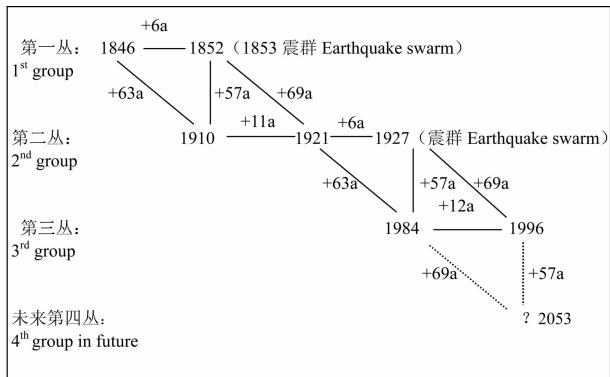 +6a
第一丛: 1846 1852（1853 震群 Earthquake swarm）
1st group
+63a +57a +69a
+11a +6a
第二丛: 1910 1921 1927（震群 Earthquake swarm）
2nd group
+63a +57a +69a
+12a
第三丛: 1984 1996
3rd group
+69a +57a
未来第四丛: ？2053
4th group in future